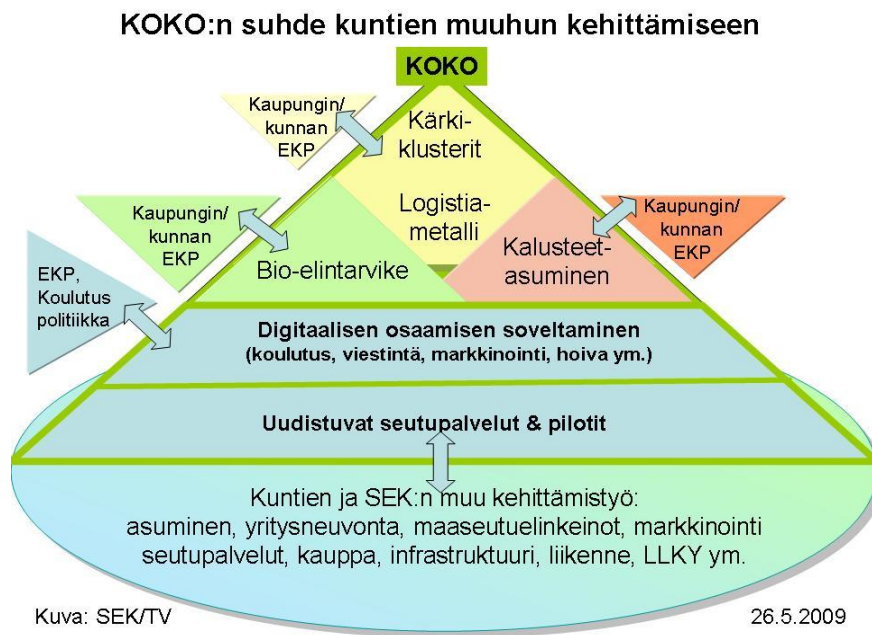 KOKO:n suhde kuntien muuhun kehittämiseen
KOKO
Kaupungin/
kunnan
EKP
Kärki-
klusterit
Logistia-
metalli
Kaupungin/
kunnan
EKP
Bio-elintarvike
Kalusteet-
asuminen
Kaupungin/
kunnan
EKP
EKP,
Koulutus
politiikka
Digitaalisen osaamisen soveltaminen
(koulutus, viestintä, markkinointi, hoiva ym.)
Uudistuvat seutupalvelut & pilotit
Kuntien ja SEK:n muu kehittämistyö:
asuminen, yritysneuvonta, maaseutuelinkeinot, markkinointi
seutupalvelut, kauppa, infrastruktuuri, liikenne, LLKY ym.
Kuva: SEK/TV
26.5.2009